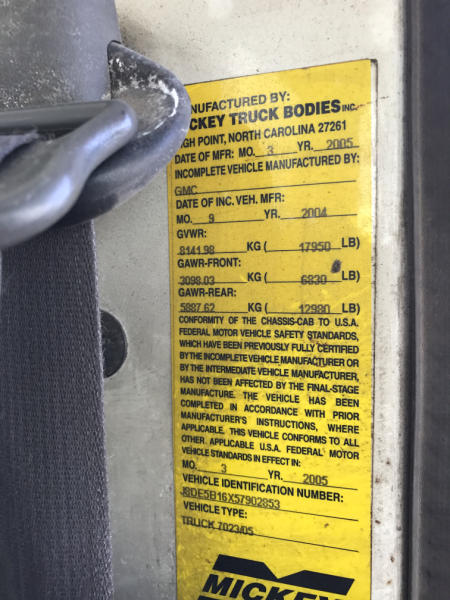 ANUFACTURED BY:
CKEY TRUCK BODIES INC.
GH POINT, NORTH CAROLINA 27261
DATE OF MFR: MO. 3 YR. 2005
INCOMPLETE VEHICLE MANUFACTURED BY:
GMC
DATE OF INC. VEH. MFR:
MO. 9 YR. 2004
GVWR:
8141.98 KG ( 17950 LB)
GAWR-FRONT:
3098.03 KG ( 6830 LB)
GAWR-REAR:
5887.62 KG ( 12980 LB)
CONFORMITY OF THE CHASSIS-CAB TO U.S.A.
FEDERAL MOTOR VEHICLE SAFETY STANDARDS,
WHICH HAVE BEEN PREVIOUSLY FULLY CERTIFIED
BY THE INCOMPLETE VEHICLE MANUFACTURER OR
BY THE INTERMEDIATE VEHICLE MANUFACTURER,
HAS NOT BEEN AFFECTED BY THE FINAL-STAGE
MANUFACTURE. THE VEHICLE HAS BEEN
COMPLETED IN ACCORDANCE WITH PRIOR
MANUFACTURER'S INSTRUCTIONS, WHERE
APPLICABLE. THIS VEHICLE CONFORMS TO ALL
OTHER. APPLICABLE U.S.A. FEDERAL MOTOR
VEHICLE STANDARDS IN EFFECT IN:
MO. 3 YR. 2005
VEHICLE IDENTIFICATION NUMBER:
J8DE5B16X57902853
VEHICLE TYPE:
TRUCK 7023/05
MICKEY